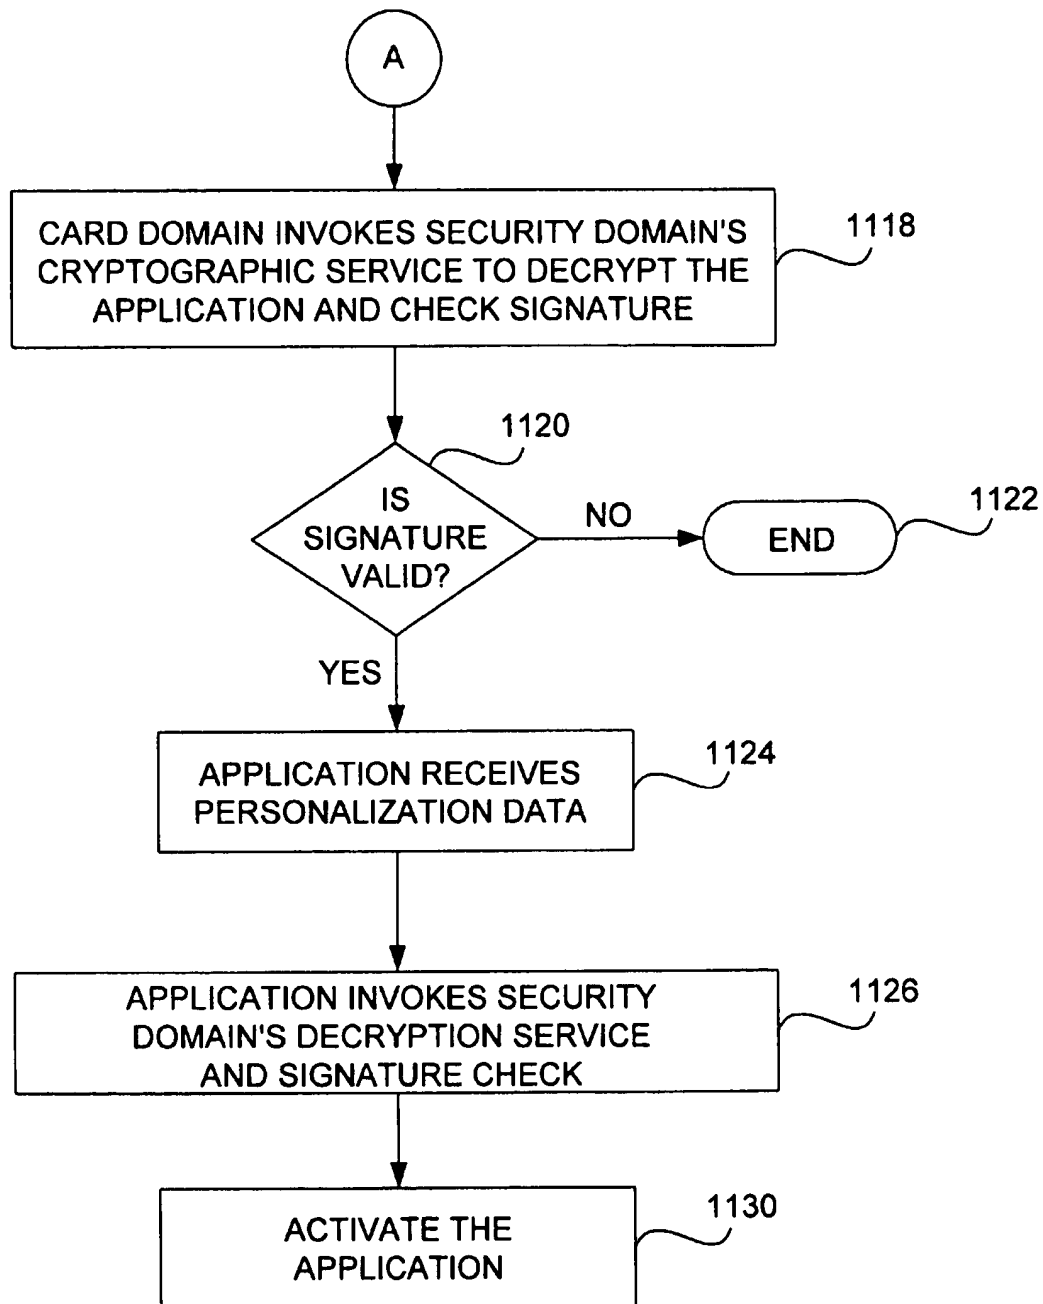 A
CARD DOMAIN INVOKES SECURITY DOMAIN'S
CRYPTOGRAPHIC SERVICE TO DECRYPT THE
APPLICATION AND CHECK SIGNATURE
1118
1120
IS
SIGNATURE
VALID?
NO
END
1122
YES
APPLICATION RECEIVES
PERSONALIZATION DATA
1124
APPLICATION INVOKES SECURITY
DOMAIN'S DECRYPTION SERVICE
AND SIGNATURE CHECK
1126
ACTIVATE THE
APPLICATION
1130